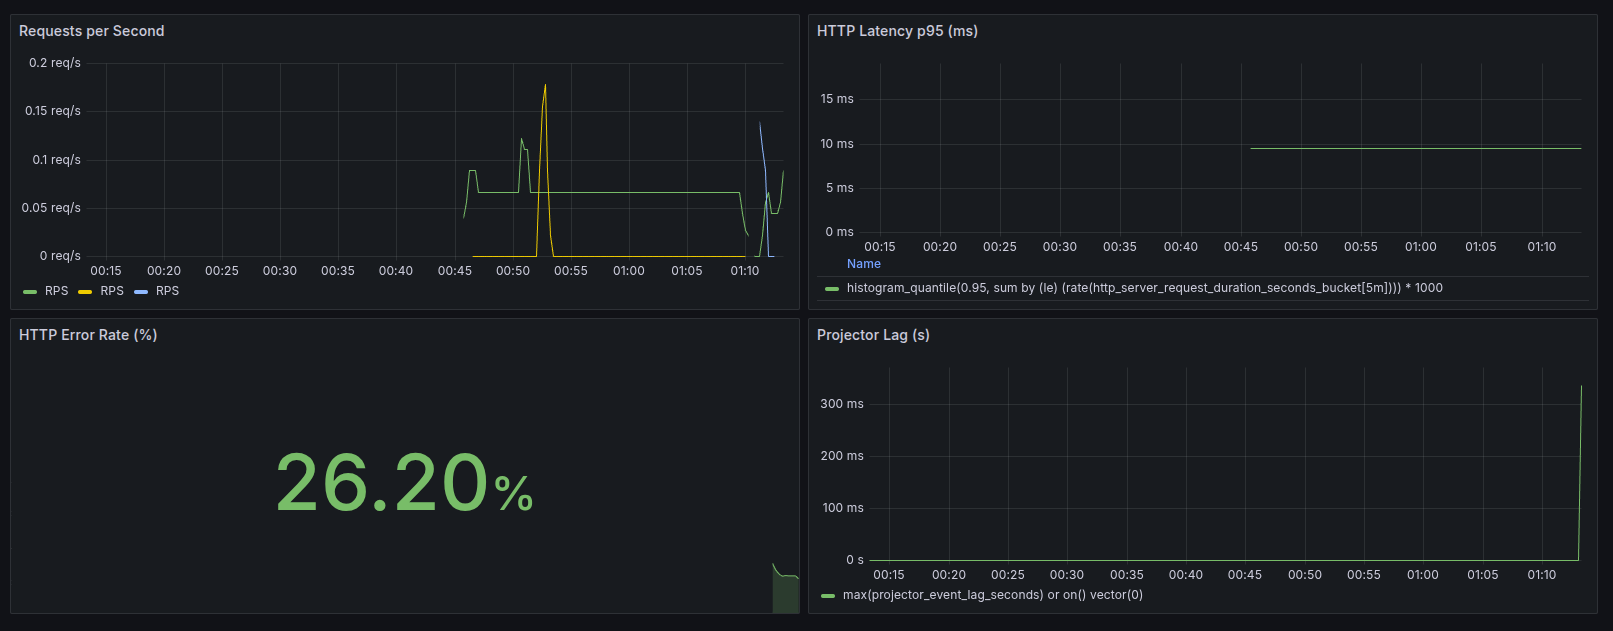 Requests per Second
0.2 req/s
0.15 req/s
0.1 req/s
0.05 req/s
0 req/s
00:15 00:20 00:25 00:30 00:35 00:40 00:45 00:50 00:55 01:00 01:05 01:10
RPS RPS RPS
HTTP Latency p95 (ms)
15 ms
10 ms
5 ms
0 ms
00:15 00:20 00:25 00:30 00:35 00:40 00:45 00:50 00:55 01:00 01:05 01:10
Name
histogram_quantile(0.95, sum by (le) (rate(http_server_request_duration_seconds_bucket[5m]))) * 1000
HTTP Error Rate (%)
26.20%
Projector Lag (s)
300 ms
200 ms
100 ms
0 s
00:15 00:20 00:25 00:30 00:35 00:40 00:45 00:50 00:55 01:00 01:05 01:10
max(projector_event_lag_seconds) or on() vector(0)